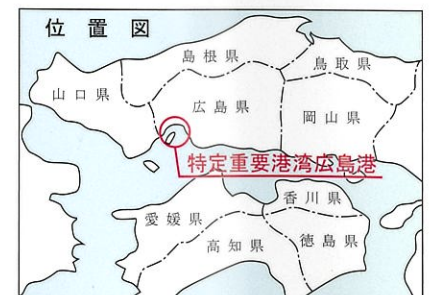 位置図
島根県
鳥取県
山口県
広島県
岡山県
特定重要港湾広島港
香川県
愛媛県
徳島県
高知県